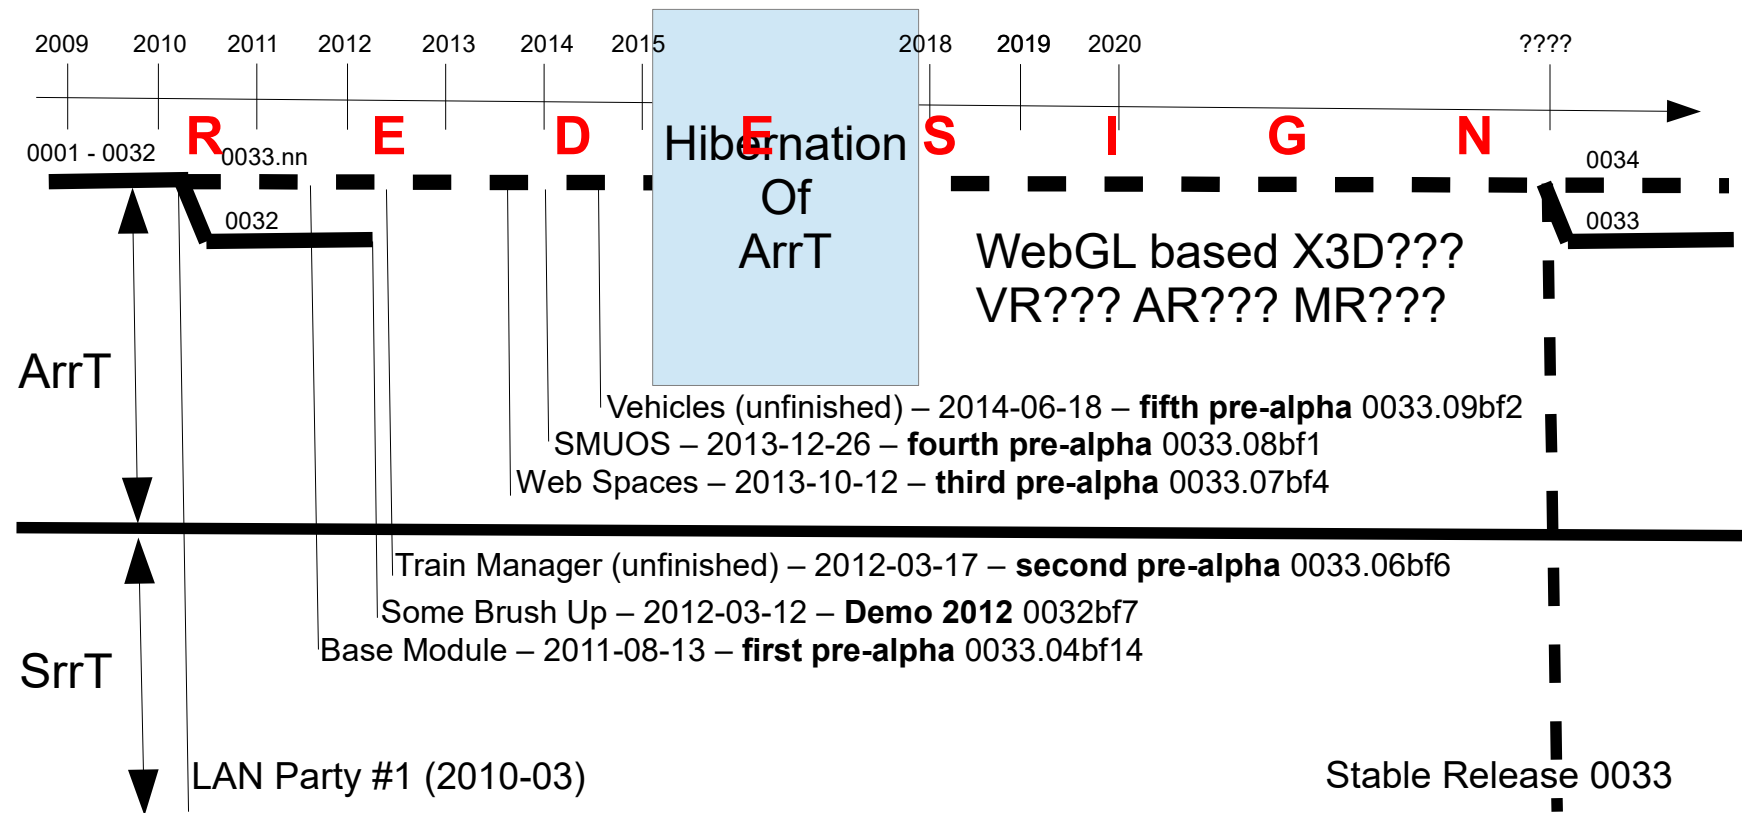 2009 2010 2011 2012 2013 2014 2015 2018 2019 2020 ????
R E D E S I G N
0001 - 0032 0033.nn 0034
0032 0033
Hibernation
Of
ArrT
WebGL based X3D???
VR??? AR??? MR???
ArrT
Vehicles (unfinished) – 2014-06-18 – fifth pre-alpha 0033.09bf2
SMUOS – 2013-12-26 – fourth pre-alpha 0033.08bf1
Web Spaces – 2013-10-12 – third pre-alpha 0033.07bf4
Train Manager (unfinished) – 2012-03-17 – second pre-alpha 0033.06bf6
Some Brush Up – 2012-03-12 – Demo 2012 0032bf7
Base Module – 2011-08-13 – first pre-alpha 0033.04bf14
SrrT
LAN Party #1 (2010-03) Stable Release 0033